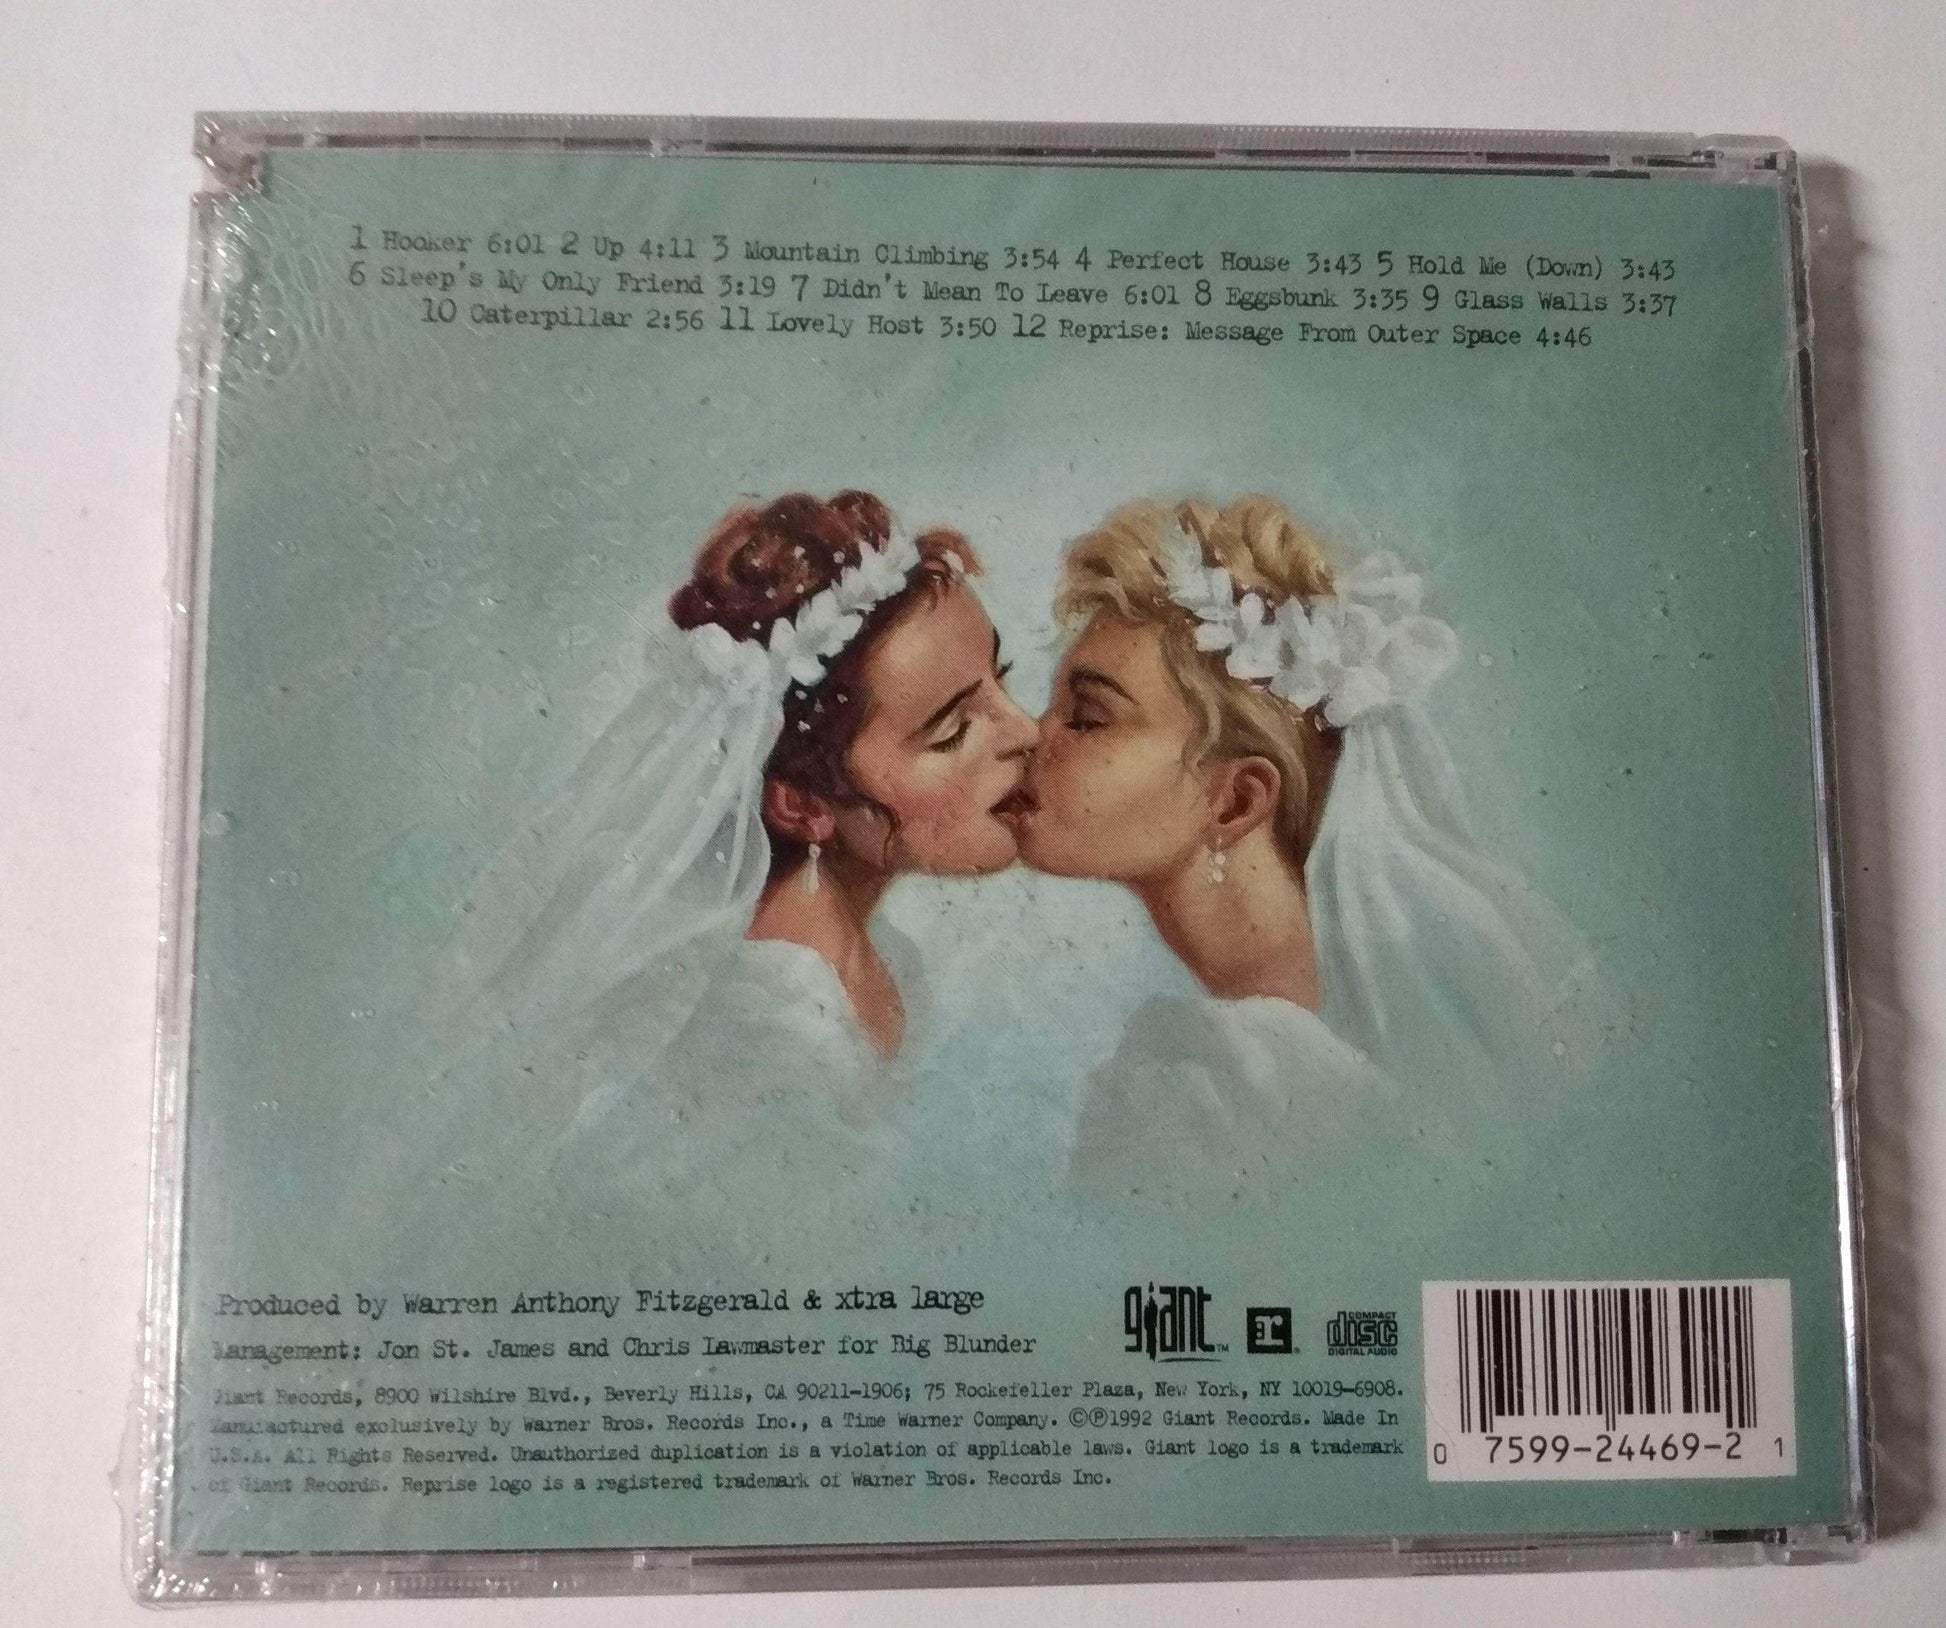 1 Hooker 6:01 2 Up 4:11 3 Mountain Climbing 3:54 4 Perfect House 3:43 5 Hold Me (Down) 3:43
6 Sleep's My Only Friend 3:19 7 Didn't Mean To Leave 6:01 8 Eggsbunk 3:35 9 Glass Walls 3:37
10 Caterpillar 2:56 11 Lovely Host 3:50 12 Reprise: Message From Outer Space 4:46
Produced by Warren Anthony Fitzgerald & xtra large
Management: Jon St. James and Chris Lawmaster for Big Blunder
Giant Records, 8900 Wilshire Blvd., Beverly Hills, CA 90211-1906; 75 Rockefeller Plaza, New York, NY 10019-6908.
Manufactured exclusively by Warner Bros. Records Inc., a Time Warner Company. ©℗1992 Giant Records. Made In
U.S.A. All Rights Reserved. Unauthorized duplication is a violation of applicable laws. Giant logo is a trademark
of Giant Records. Reprise logo is a registered trademark of Warner Bros. Records Inc.
giant™
r®
COMPACT
disc
DIGITAL AUDIO
0 7599-24469-2 1